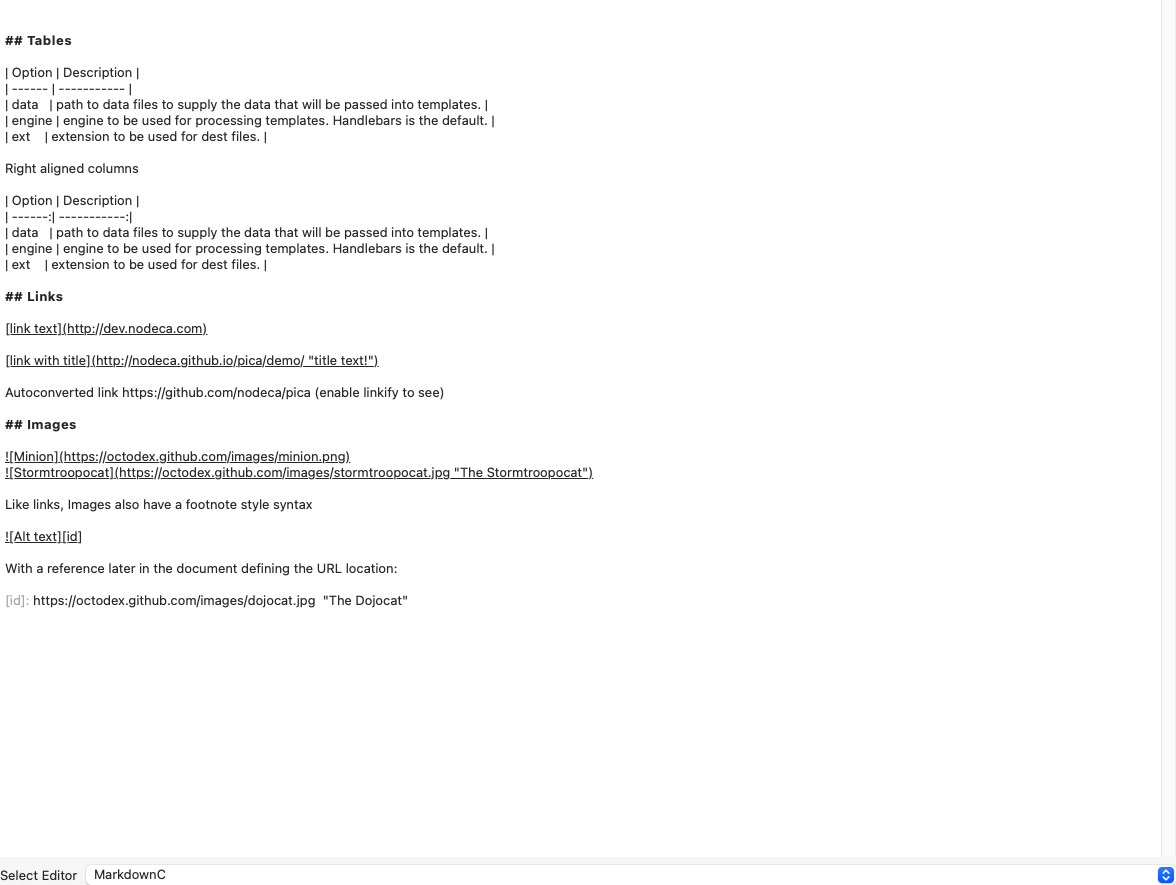 ## Tables
| Option | Description |
| ------ | ----------- |
| data   | path to data files to supply the data that will be passed into templates. |
| engine | engine to be used for processing templates. Handlebars is the default. |
| ext    | extension to be used for dest files. |
Right aligned columns
| Option | Description |
| ------:| -----------:|
| data   | path to data files to supply the data that will be passed into templates. |
| engine | engine to be used for processing templates. Handlebars is the default. |
| ext    | extension to be used for dest files. |
## Links
[link text](http://dev.nodeca.com)
[link with title](http://nodeca.github.io/pica/demo/ "title text!")
Autoconverted link https://github.com/nodeca/pica (enable linkify to see)
## Images
![Minion](https://octodex.github.com/images/minion.png)
![Stormtroopocat](https://octodex.github.com/images/stormtroopocat.jpg "The Stormtroopocat")
Like links, Images also have a footnote style syntax
![Alt text][id]
With a reference later in the document defining the URL location:
[id]: https://octodex.github.com/images/dojocat.jpg  "The Dojocat"
Select Editor MarkdownC